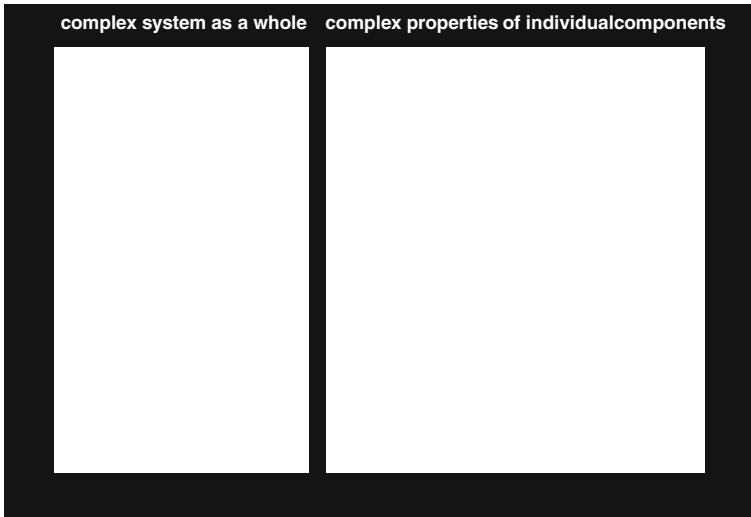 complex system as a whole
complex properties of individualcomponents